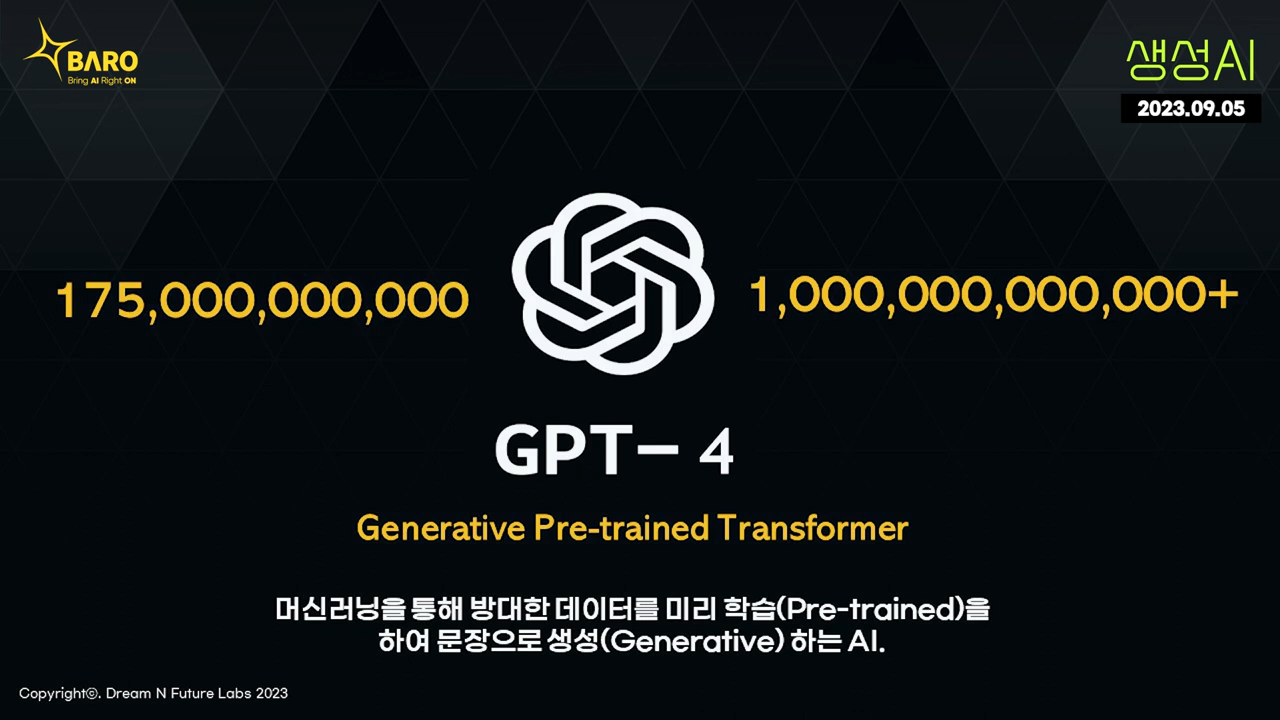 BARO
Bring AI Right ON
생성AI
2023.09.05
175,000,000,000
1,000,000,000,000+
GPT- 4
Generative Pre-trained Transformer
머신러닝을 통해 방대한 데이터를 미리 학습(Pre-trained)을
하여 문장으로 생성(Generative) 하는 AI.
Copyright©. Dream N Future Labs 2023